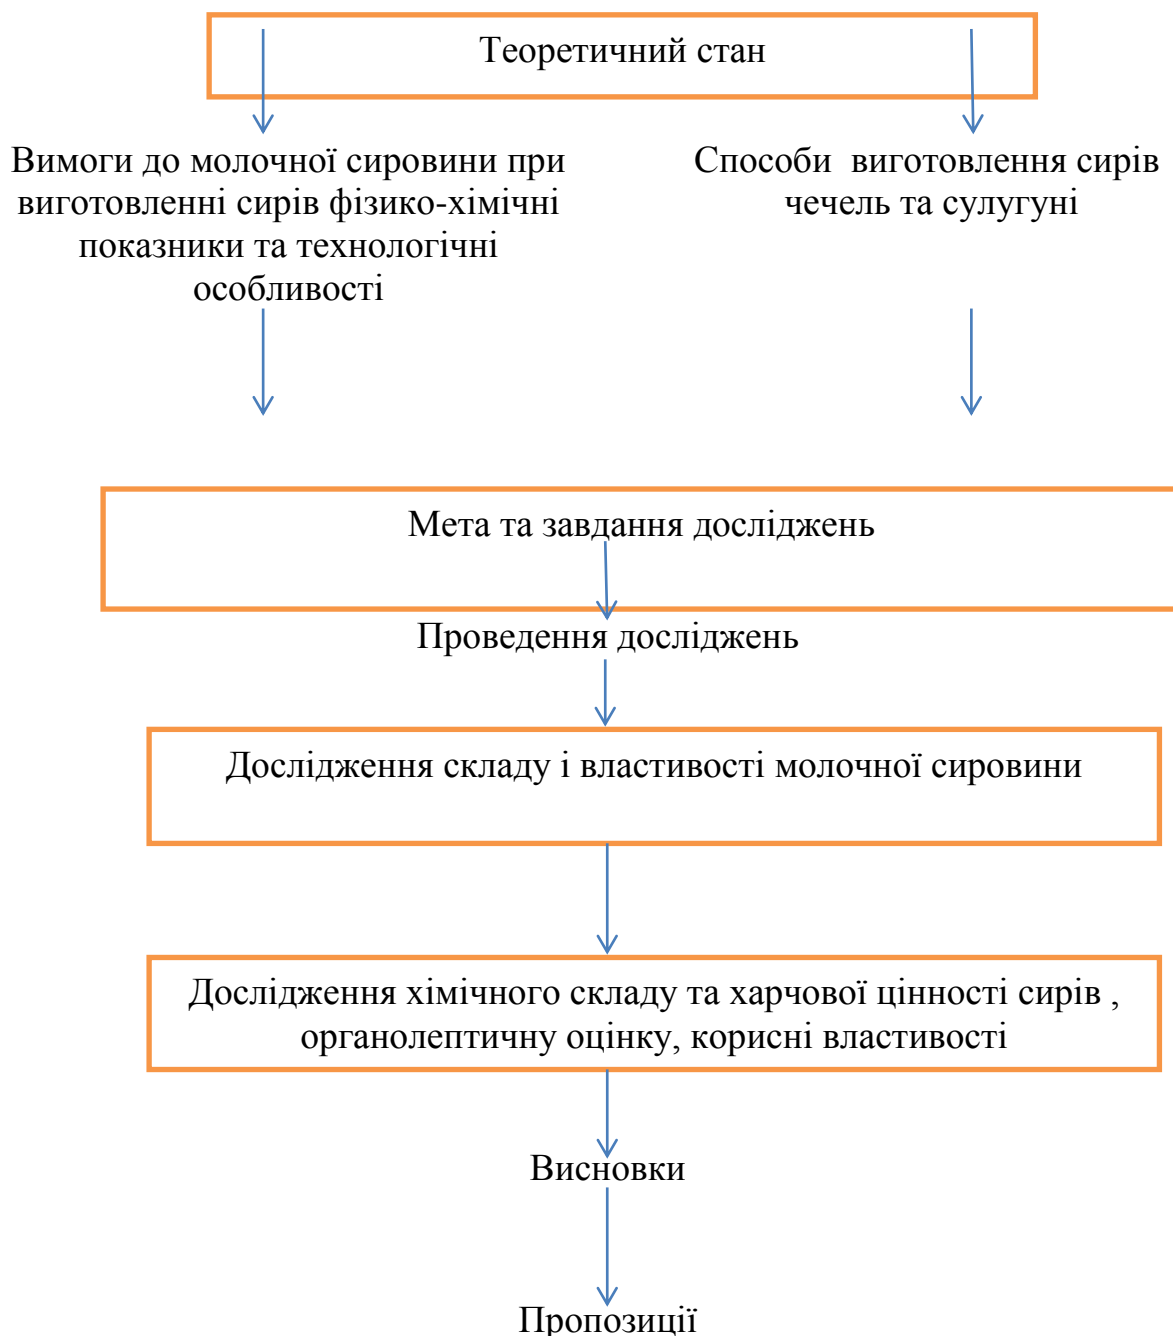 Теоретичний стан
Вимоги до молочної сировини при
виготовленні сирів фізико-хімічні
показники та технологічні
особливості
Способи виготовлення сирів
чечель та сулугуні
Мета та завдання досліджень
Проведення досліджень
Дослідження складу і властивості молочної сировини
Дослідження хімічного складу та харчової цінності сирів ,
органолептичну оцінку, корисні властивості
Висновки
Пропозиції